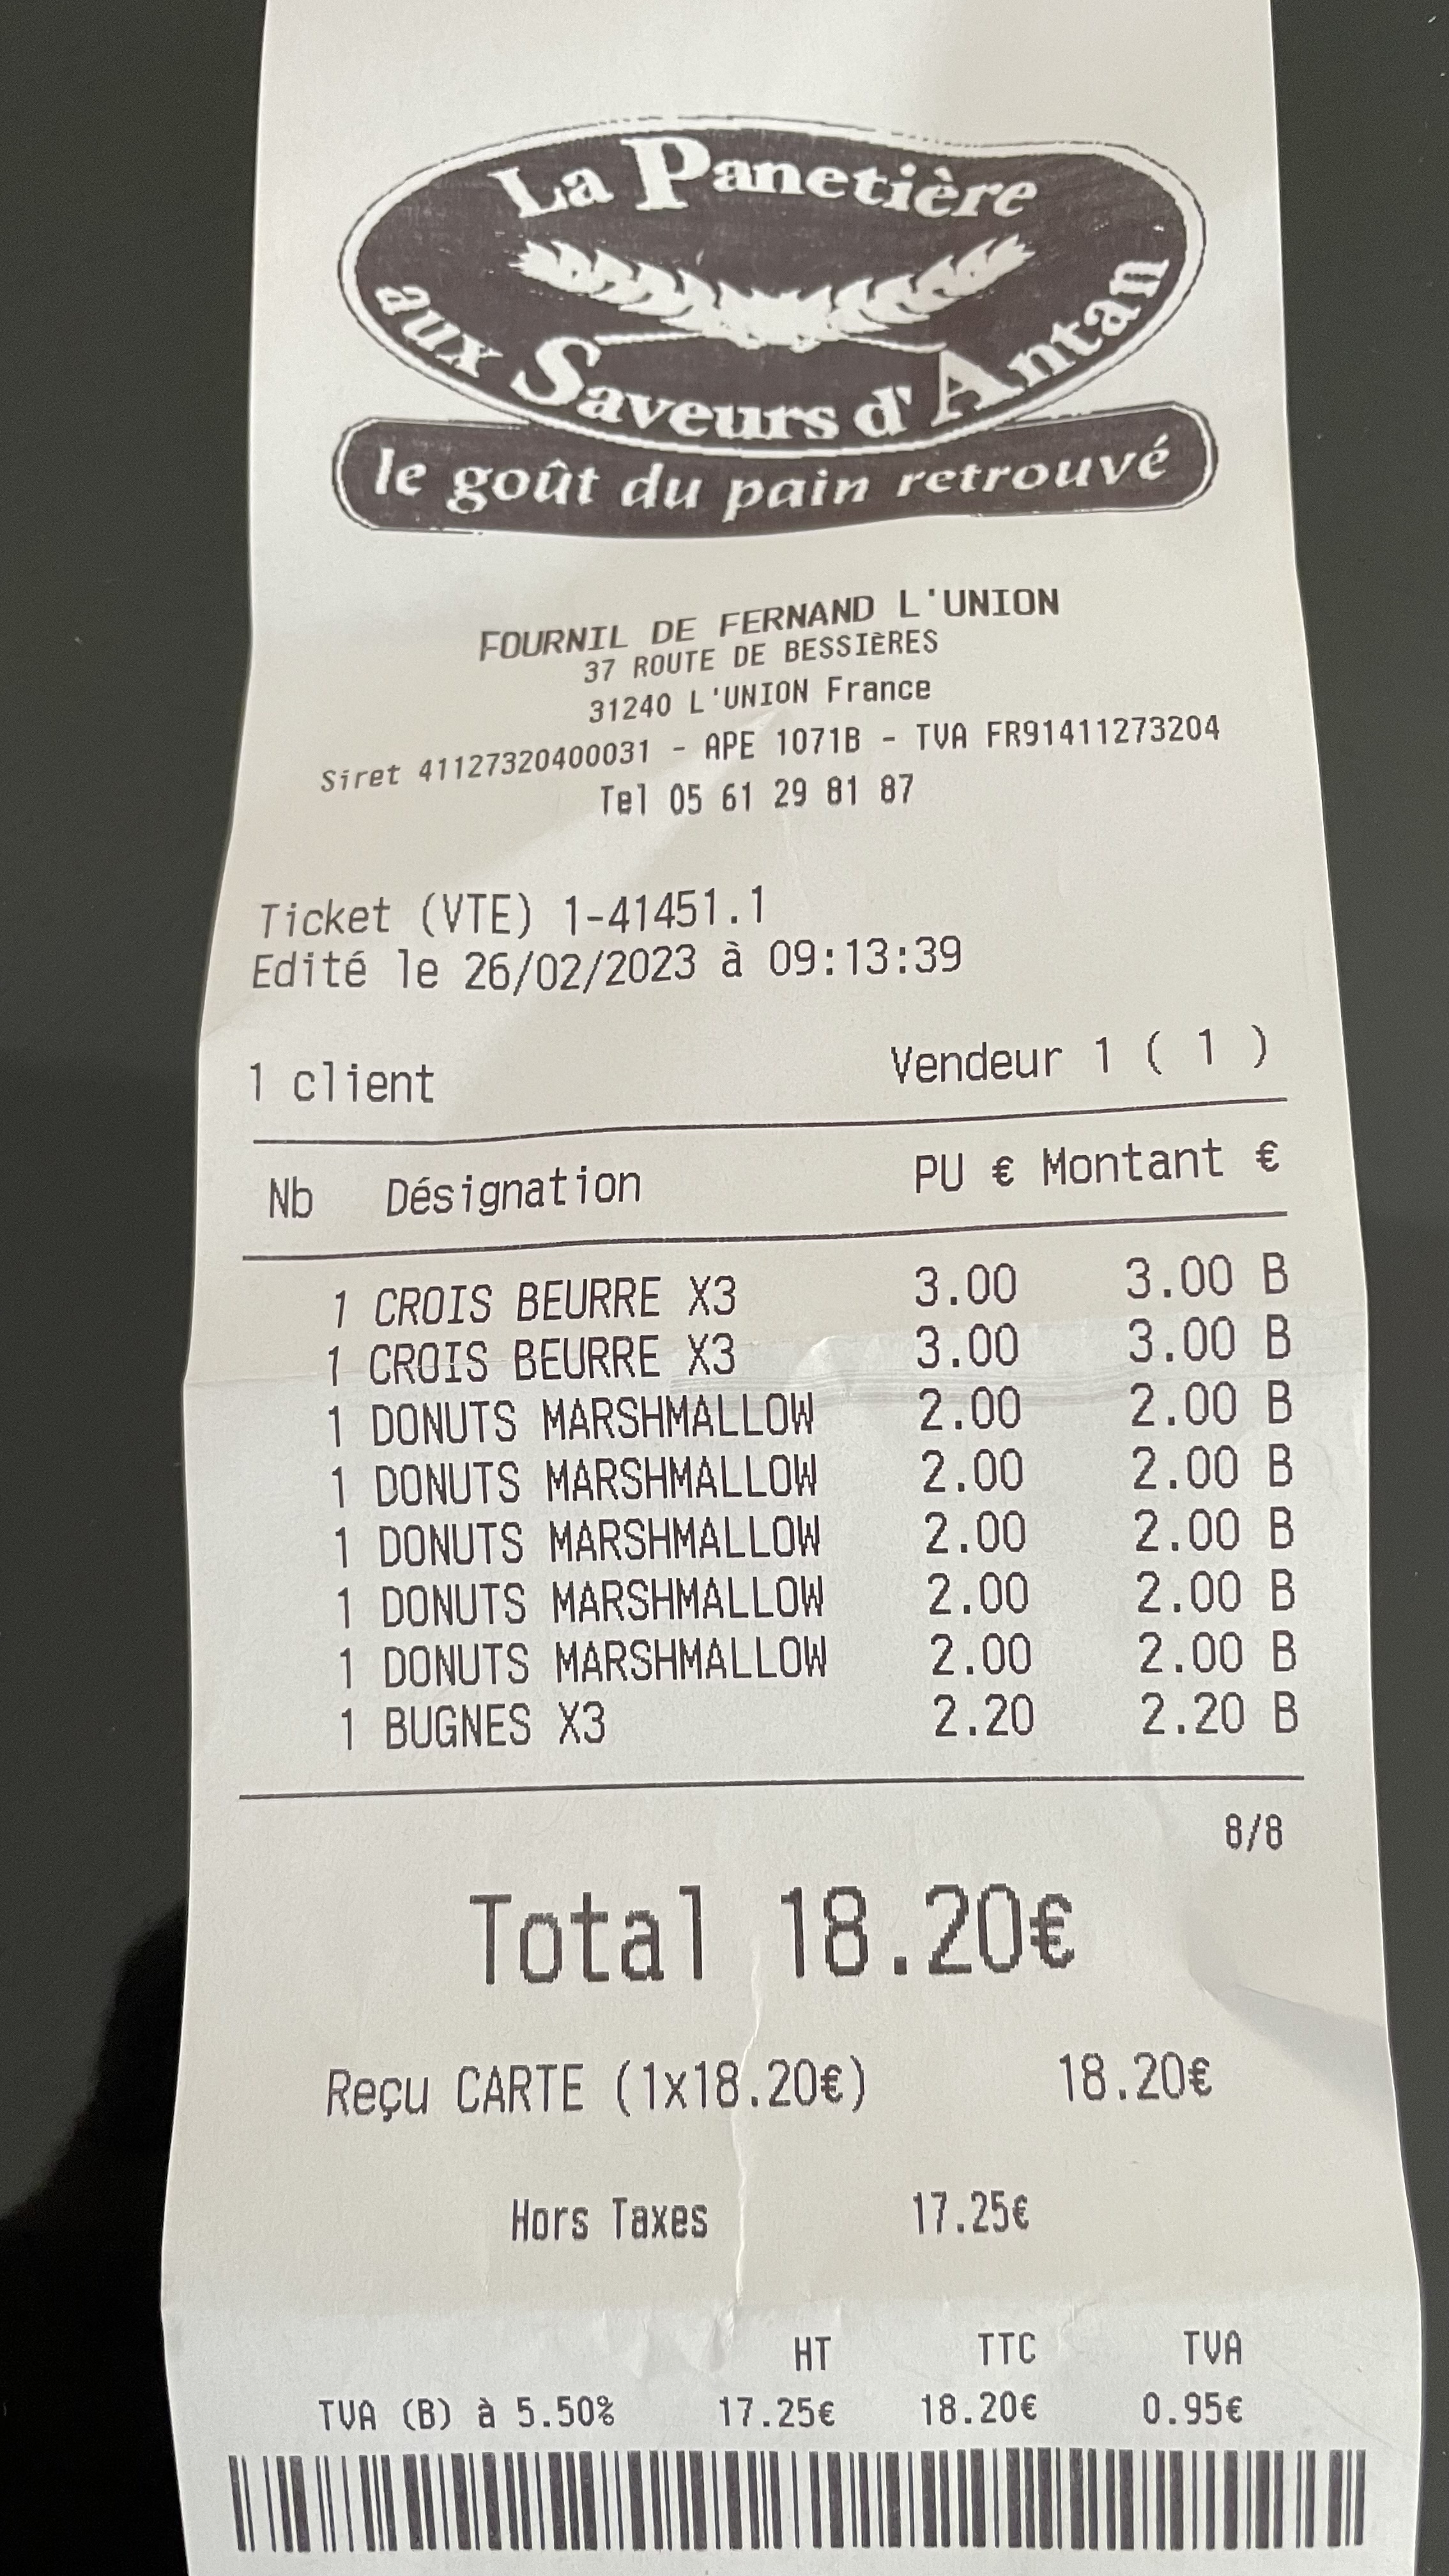 La Panetière
aux Saveurs d'Antan
le goût du pain retrouvé
FOURNIL DE FERNAND L'UNION
37 ROUTE DE BESSIÈRES
31240 L'UNION France
Siret 41127320400031 - APE 1071B - TVA FR91411273204
Tel 05 61 29 81 87
Ticket (VTE) 1-41451.1
Edité le 26/02/2023 à 09:13:39
1 client Vendeur 1 ( 1 )
Nb Désignation PU € Montant €
1 CROIS BEURRE X3 3.00 3.00 B
1 CROIS BEURRE X3 3.00 3.00 B
1 DONUTS MARSHMALLOW 2.00 2.00 B
1 DONUTS MARSHMALLOW 2.00 2.00 B
1 DONUTS MARSHMALLOW 2.00 2.00 B
1 DONUTS MARSHMALLOW 2.00 2.00 B
1 DONUTS MARSHMALLOW 2.00 2.00 B
1 BUGNES X3 2.20 2.20 B
8/8
Total 18.20€
Reçu CARTE (1x18.20€) 18.20€
Hors Taxes 17.25€
HT TTC TVA
TVA (B) à 5.50% 17.25€ 18.20€ 0.95€